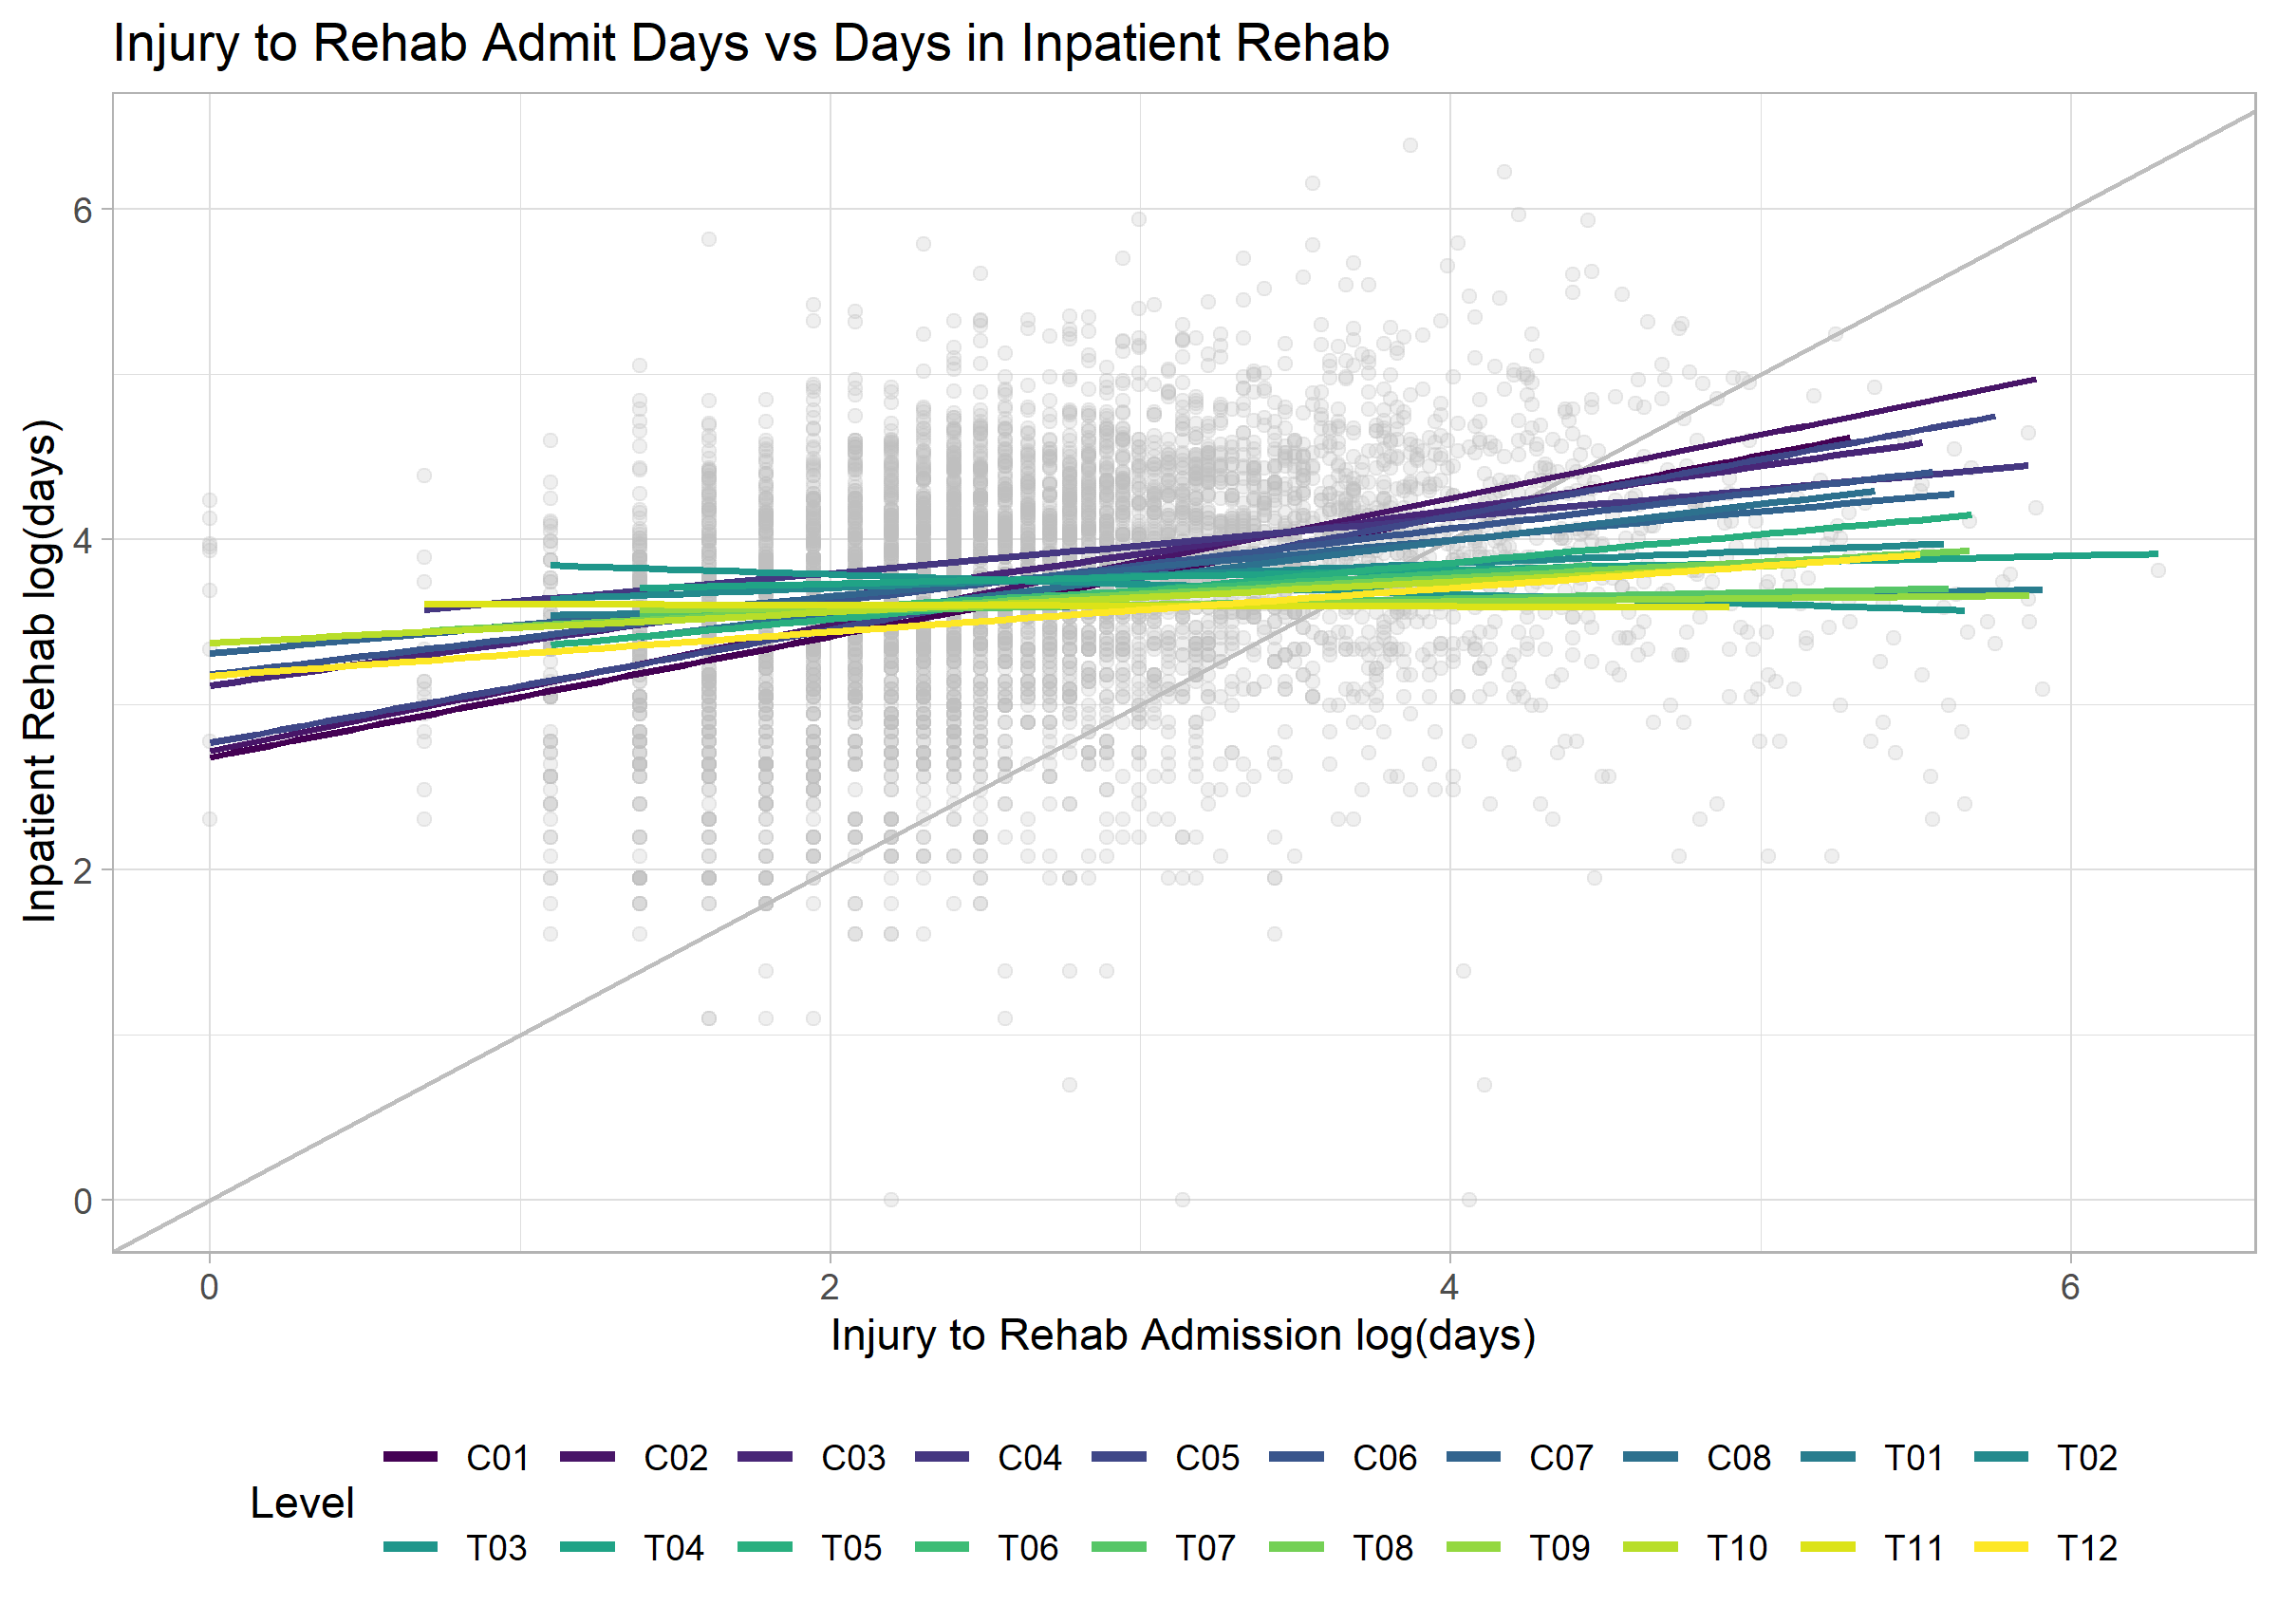 Injury to Rehab Admit Days vs Days in Inpatient Rehab
Inpatient Rehab log(days)
6
4
2
0
0 2 4 6
Injury to Rehab Admission log(days)
Level
C01 C02 C03 C04 C05 C06 C07 C08 T01 T02
T03 T04 T05 T06 T07 T08 T09 T10 T11 T12